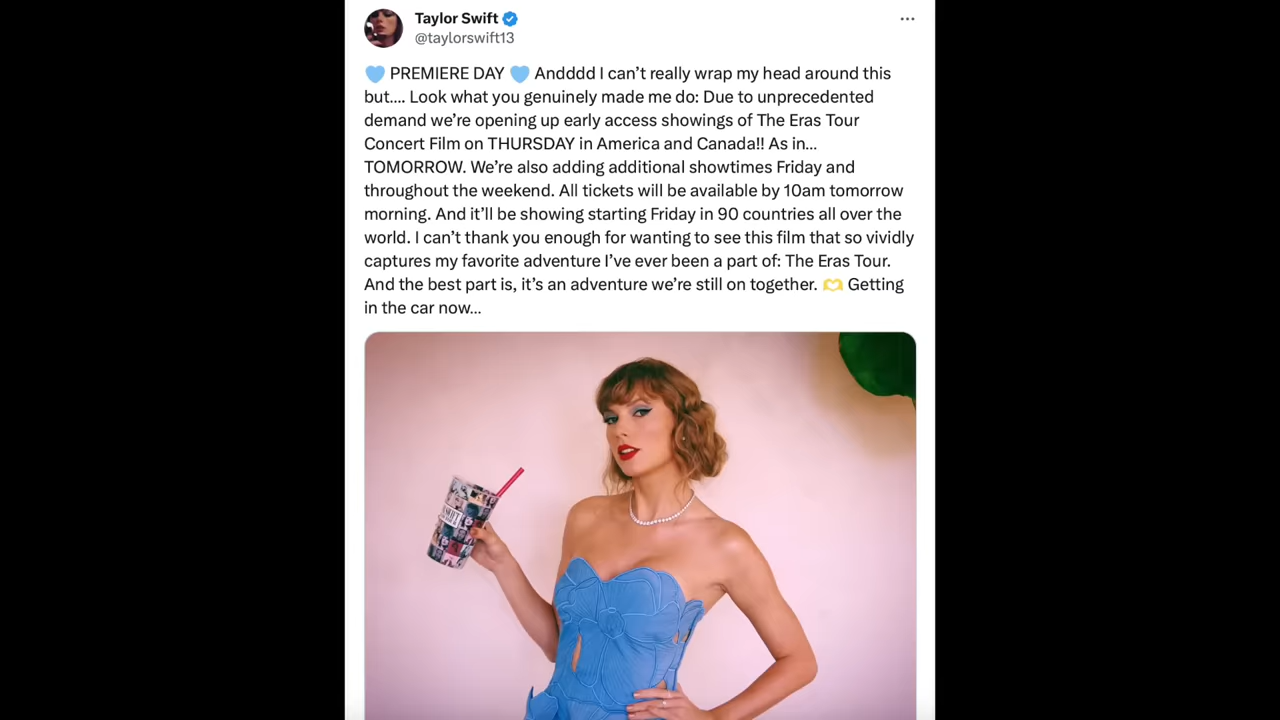 Taylor Swift
@taylorswift13
🩵 PREMIERE DAY 🩵 Andddd I can’t really wrap my head around this
but.... Look what you genuinely made me do: Due to unprecedented
demand we’re opening up early access showings of The Eras Tour
Concert Film on THURSDAY in America and Canada!! As in...
TOMORROW. We’re also adding additional showtimes Friday and
throughout the weekend. All tickets will be available by 10am tomorrow
morning. And it’ll be showing starting Friday in 90 countries all over the
world. I can’t thank you enough for wanting to see this film that so vividly
captures my favorite adventure I’ve ever been a part of: The Eras Tour.
And the best part is, it’s an adventure we’re still on together. 🫶 Getting
in the car now...